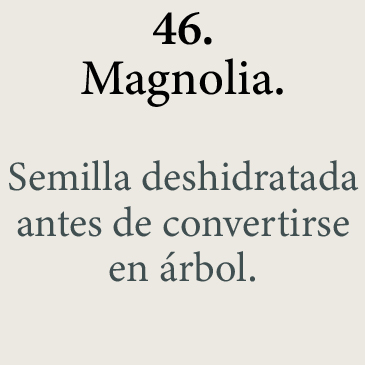 46.
Magnolia.
Semilla deshidratada
antes de convertirse
en árbol.